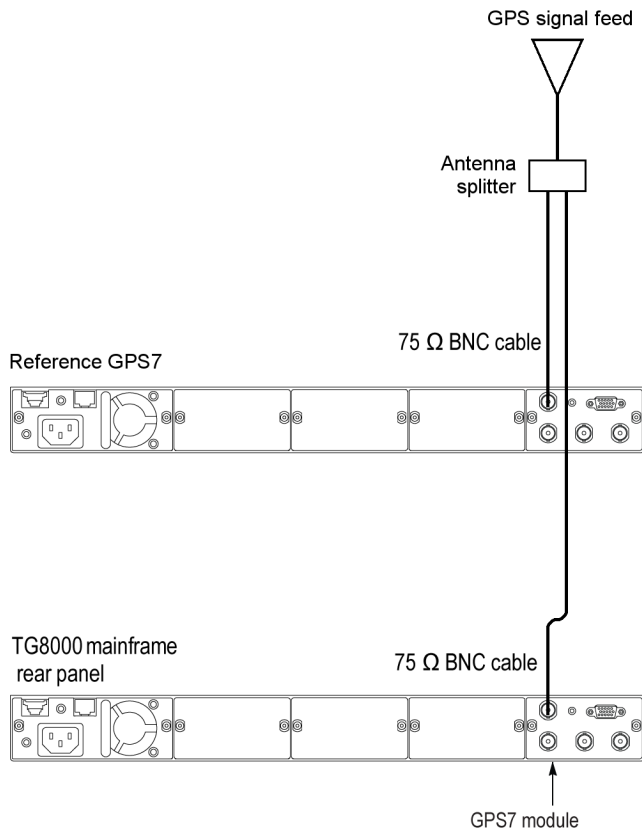 GPS signal feed
Antenna
splitter
75 Ω BNC cable
Reference GPS7
TG8000 mainframe
rear panel
75 Ω BNC cable
GPS7 module